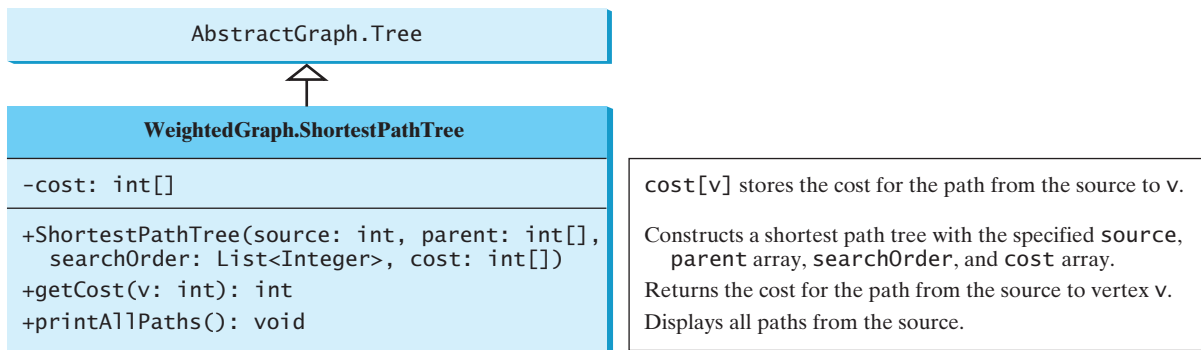 AbstractGraph.Tree
WeightedGraph.ShortestPathTree
-cost: int[]
cost[v] stores the cost for the path from the source to v.
+ShortestPathTree(source: int, parent: int[],
searchOrder: List<Integer>, cost: int[])
Constructs a shortest path tree with the specified source,
parent array, searchOrder, and cost array.
+getCost(v: int): int
Returns the cost for the path from the source to vertex v.
+printAllPaths(): void
Displays all paths from the source.